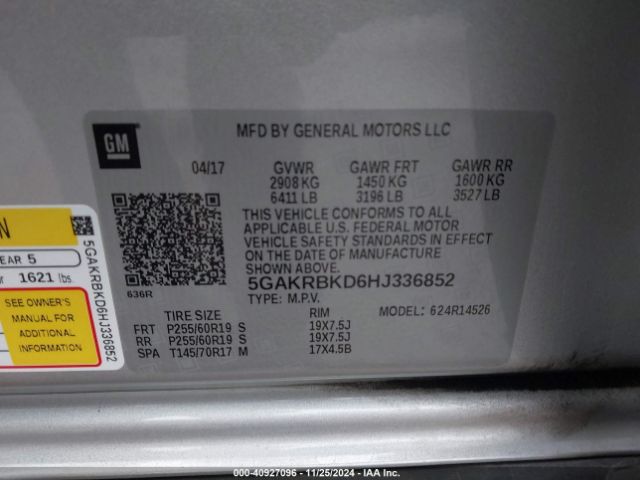 GM
MFD BY GENERAL MOTORS LLC
04/17 GVWR GAWR FRT GAWR RR
2908 KG 1450 KG 1600 KG
6411 LB 3196 LB 3527 LB
THIS VEHICLE CONFORMS TO ALL
APPLICABLE U.S. FEDERAL MOTOR
VEHICLE SAFETY STANDARDS IN EFFECT
ON THE DATE OF MANUFACTURE
SHOWN ABOVE.
636R
5GAKRBKD6HJ336852
TYPE: M.P.V.
MODEL: 624R14526
TIRE SIZE RIM
FRT P255/60R19 S 19X7.5J
RR P255/60R19 S 19X7.5J
SPA T145/70R17 M 17X4.5B
N
EAR 5
r 1621 lbs.
SEE OWNER'S
MANUAL FOR
ADDITIONAL
INFORMATION
5GAKRBKD6HJ336852
000-40927096 - 11/25/2024 - IAA Inc.